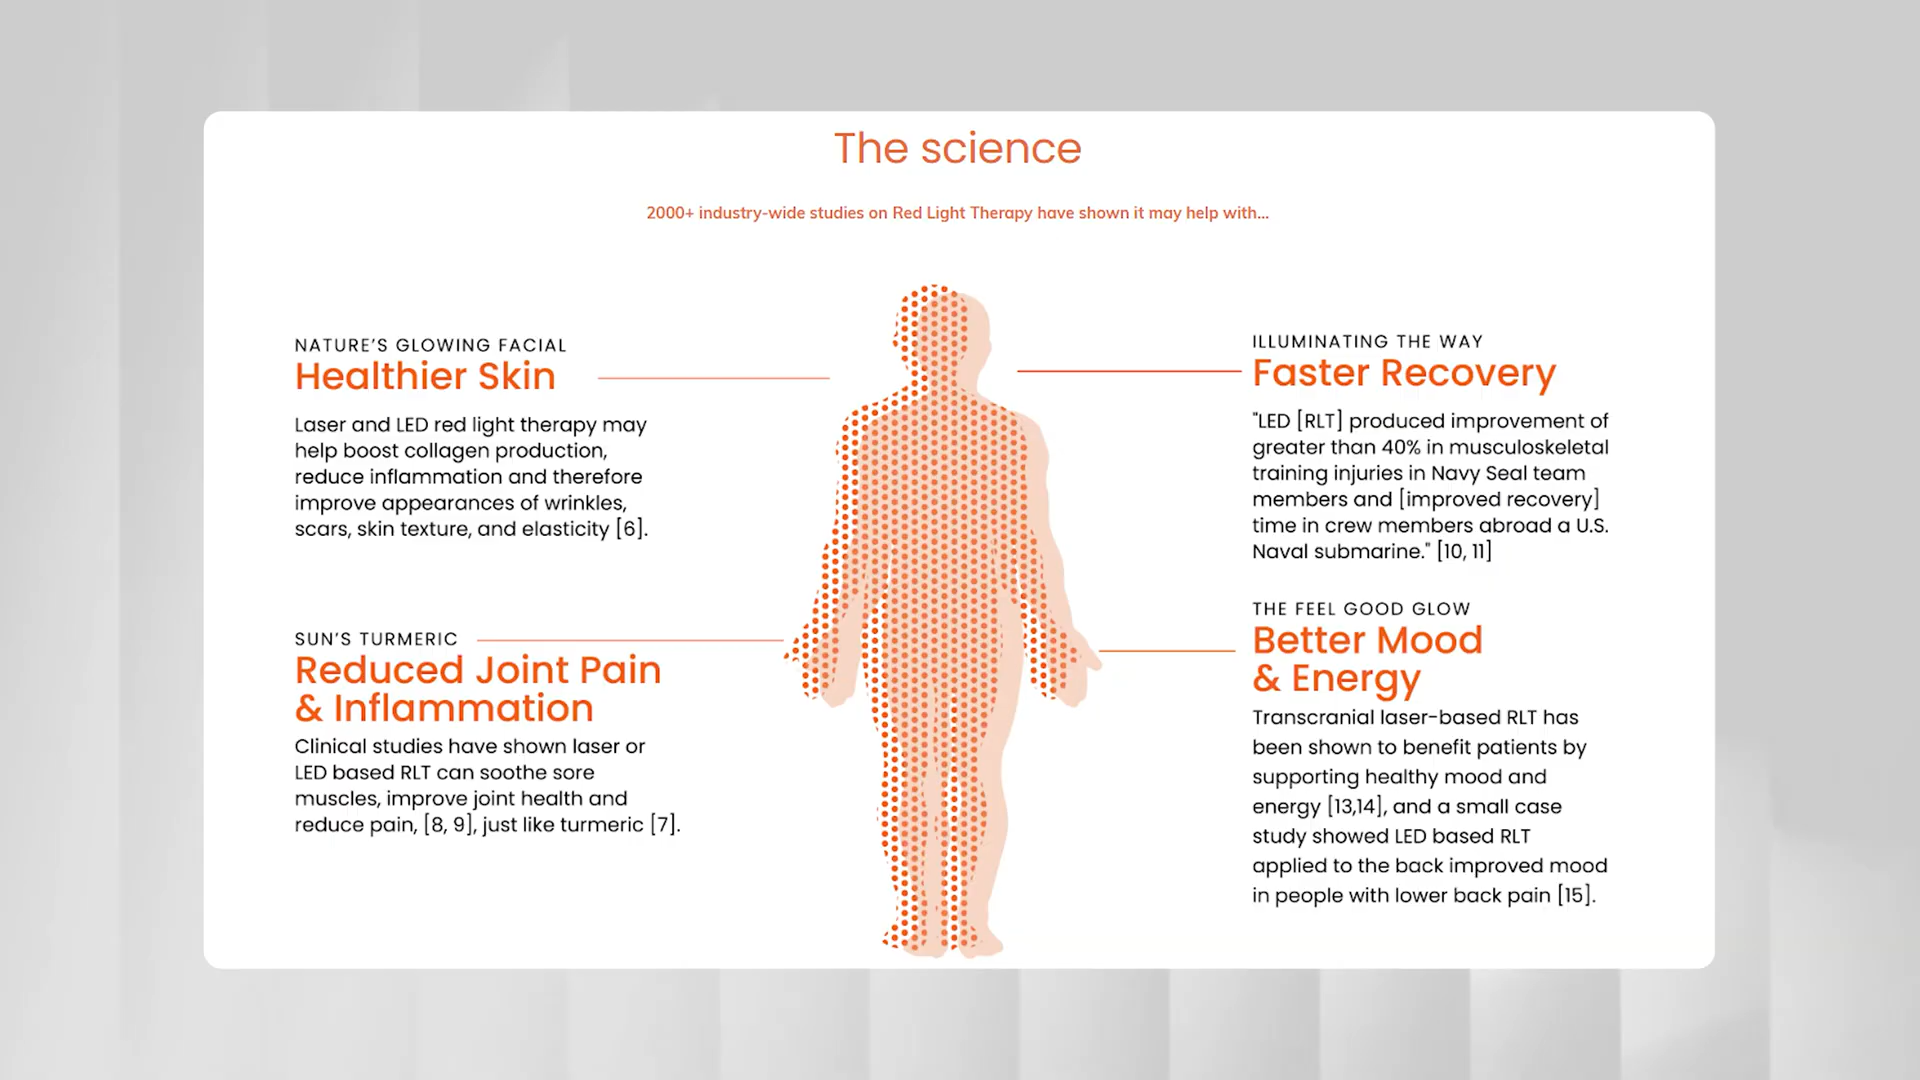 The science
2000+ industry-wide studies on Red Light Therapy have shown it may help with...
NATURE'S GLOWING FACIAL
Healthier Skin
Laser and LED red light therapy may
help boost collagen production,
reduce inflammation and therefore
improve appearances of wrinkles,
scars, skin texture, and elasticity [6].
SUN'S TURMERIC
Reduced Joint Pain
& Inflammation
Clinical studies have shown laser or
LED based RLT can soothe sore
muscles, improve joint health and
reduce pain, [8, 9], just like turmeric [7].
ILLUMINATING THE WAY
Faster Recovery
"LED [RLT] produced improvement of
greater than 40% in musculoskeletal
training injuries in Navy Seal team
members and [improved recovery]
time in crew members abroad a U.S.
Naval submarine." [10, 11]
THE FEEL GOOD GLOW
Better Mood
& Energy
Transcranial laser-based RLT has
been shown to benefit patients by
supporting healthy mood and
energy [13,14], and a small case
study showed LED based RLT
applied to the back improved mood
in people with lower back pain [15].